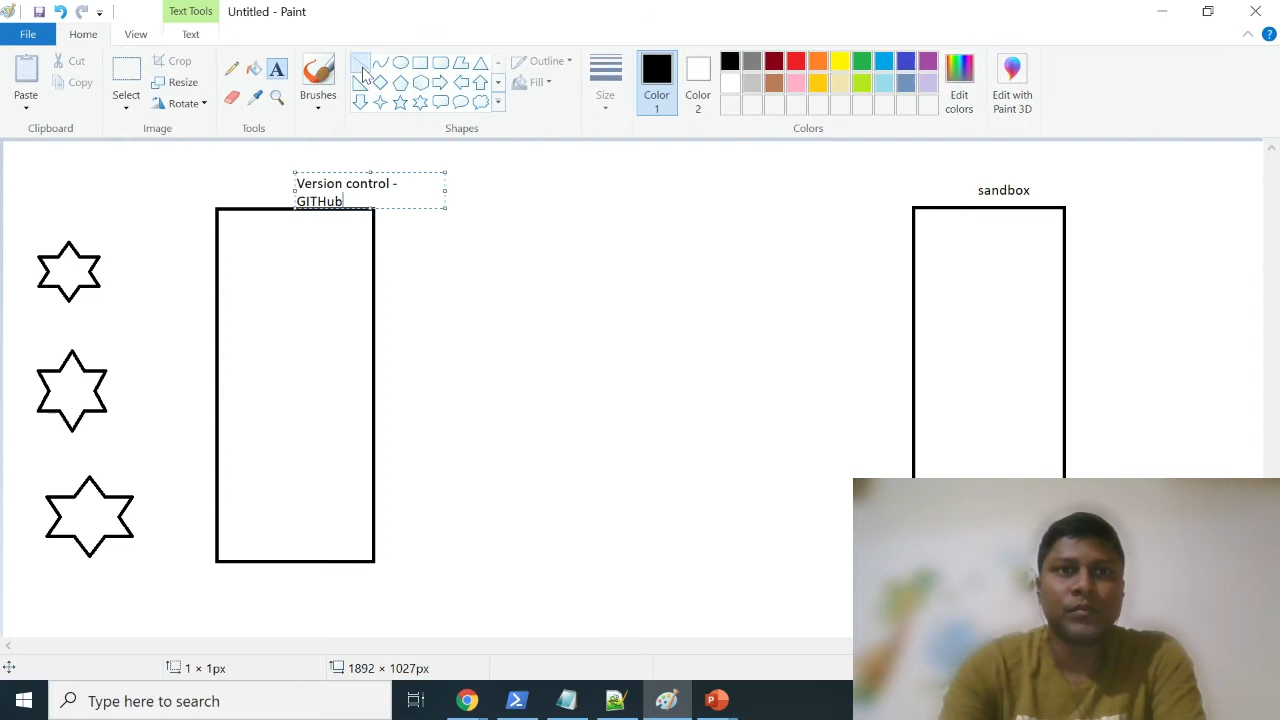 Text Tools
Untitled - Paint
File
Home
View
Text
Paste
Cut
Copy
Clipboard
Select
Crop
Resize
Rotate
Image
A
Tools
Brushes
Shapes
Outline
Fill
Size
Color
1
Color
2
Colors
Edit
colors
Edit with
Paint 3D
Version control -
GITHub
sandbox
1 × 1px
1892 × 1027px
Type here to search